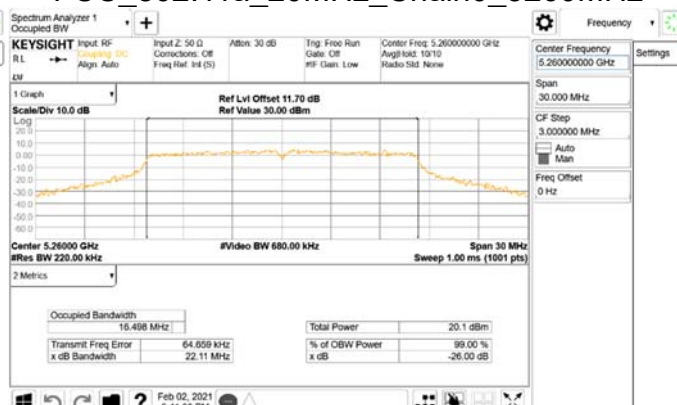 Spectrum Analyzer 1
Occupied BW
+
Frequency
Settings
KEYSIGHT
RL
Input: RF
Coupling: DC
Align: Auto
Input Z: 50 Ω
Corrections: Off
Freq Ref: Int (S)
Atten: 30 dB
Trig: Free Run
Gate: Off
#IF Gain: Low
Center Freq: 5.260000000 GHz
Avg|Hold: 10/10
Radio Std: None
Center Frequency
5.260000000 GHz
Span
30.000 MHz
CF Step
3.000000 MHz
Auto
Man
Freq Offset
0 Hz
1 Graph
Scale/Div 10.0 dB
Ref Lvl Offset 11.70 dB
Ref Value 30.00 dBm
Log
20.0
10.0
0.00
-10.0
-20.0
-30.0
-40.0
-50.0
-60.0
Center 5.26000 GHz
#Res BW 220.00 kHz
#Video BW 680.00 kHz
Span 30 MHz
Sweep 1.00 ms (1001 pts)
2 Metrics
Occupied Bandwidth
16.498 MHz
Total Power 20.1 dBm
Transmit Freq Error 64.659 kHz
% of OBW Power 99.00 %
x dB Bandwidth 22.11 MHz
x dB -26.00 dB
?
Feb 02, 2021